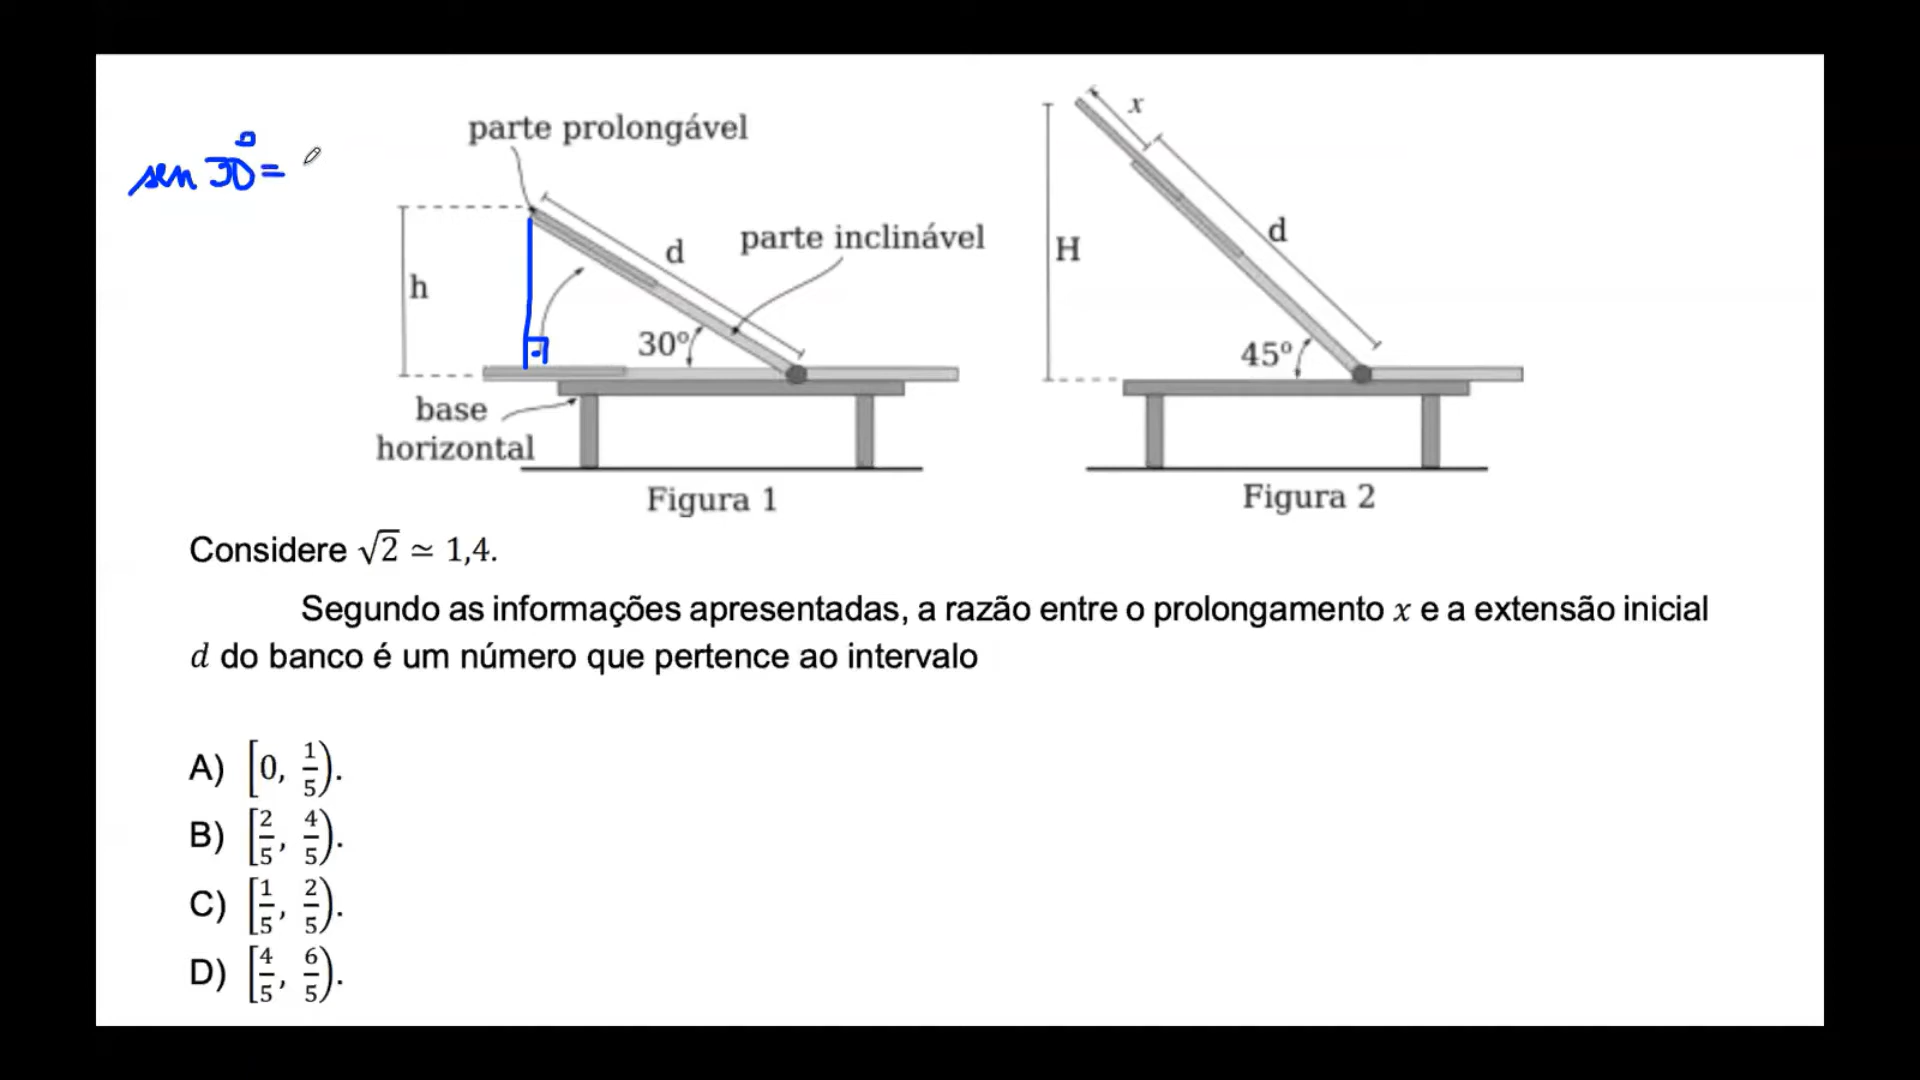 sen 30° =
parte prolongável
d
parte inclinável
h
30º
base
horizontal
Figura 1
x
d
H
45º
Figura 2
Considere √2 ≃ 1,4.
Segundo as informações apresentadas, a razão entre o prolongamento x e a extensão inicial
d do banco é um número que pertence ao intervalo
A) [0, 1/5).
B) [2/5, 4/5).
C) [1/5, 2/5).
D) [4/5, 6/5).